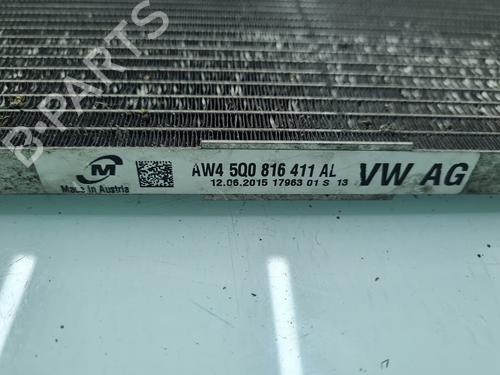 B-PARTS
M
Made in Austria
AW4 5Q0 816 411 AL
12.06.2015 17963 01 S 13
VW AG